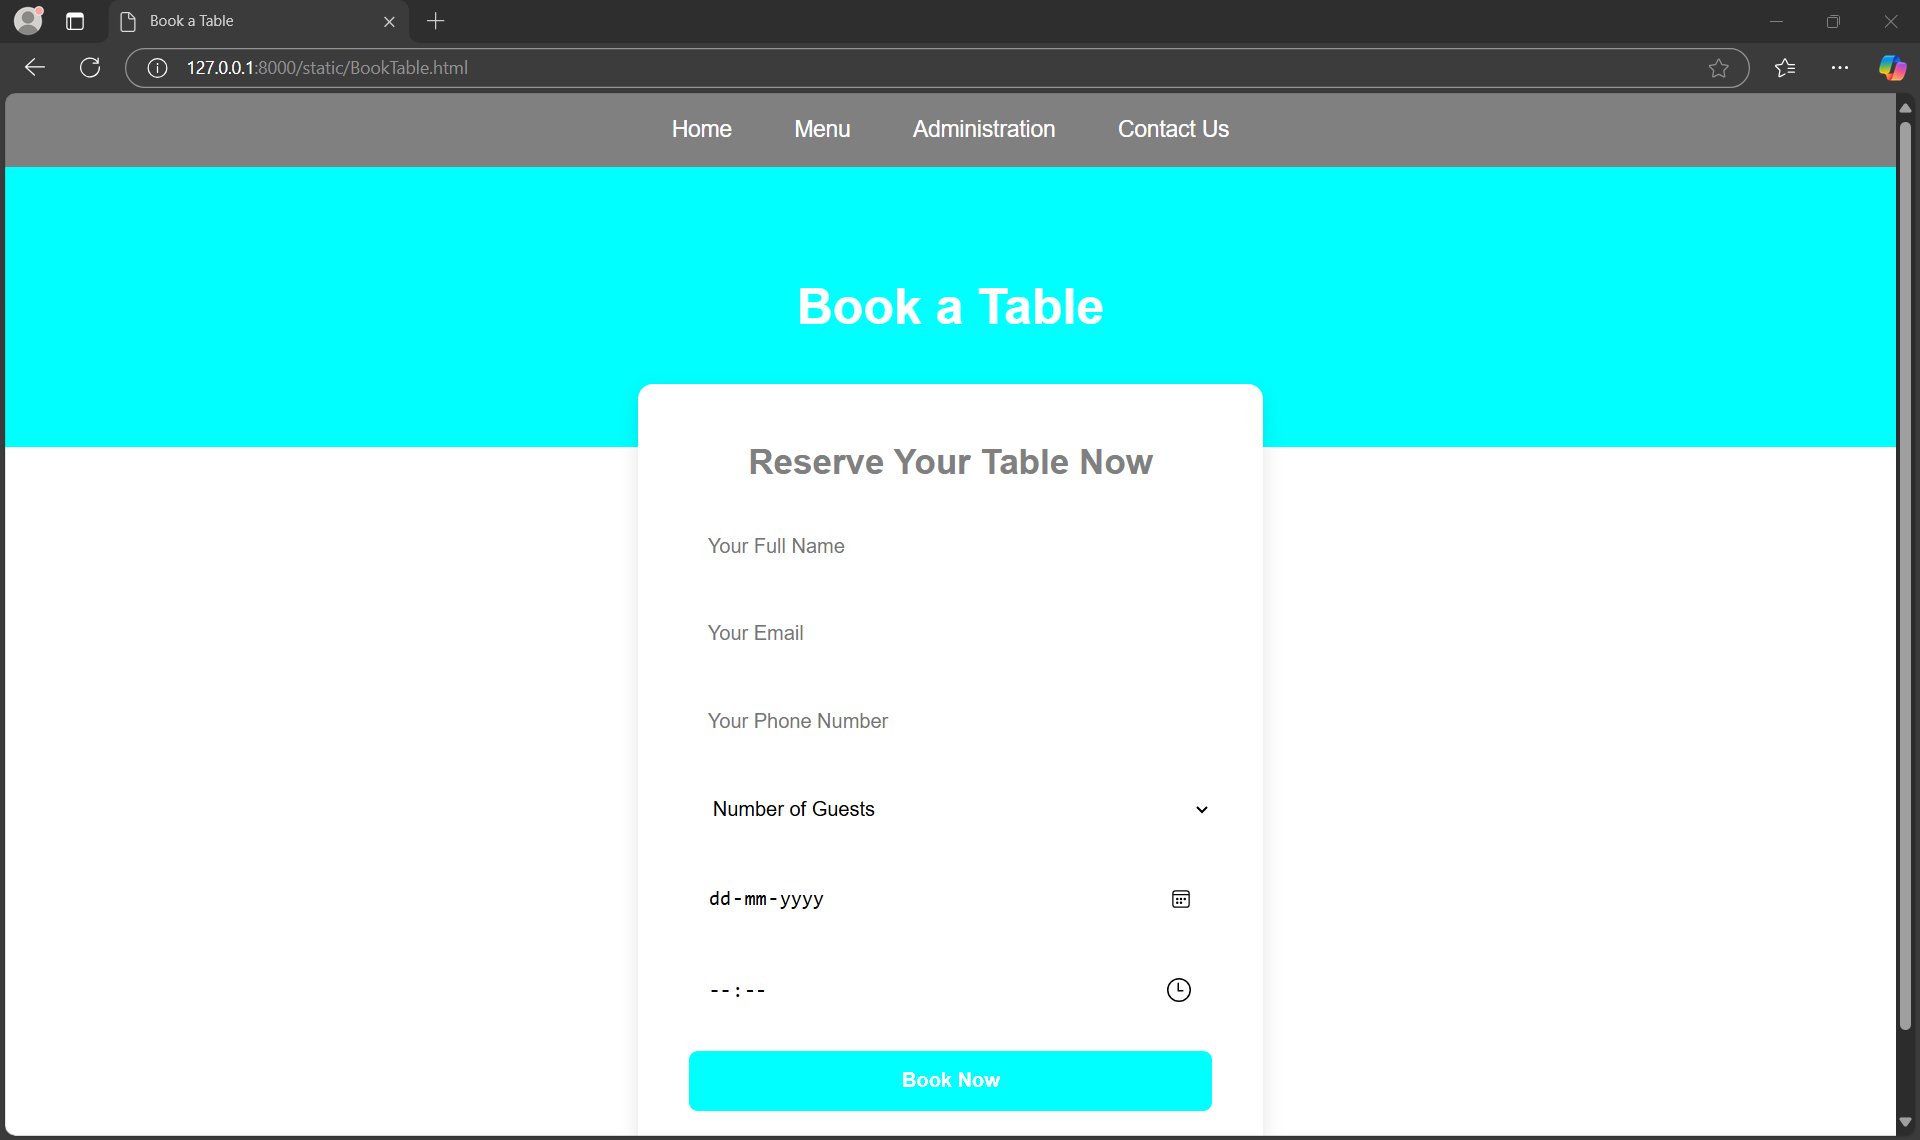 Book a Table
127.0.0.1:8000/static/BookTable.html
Home Menu Administration Contact Us
Book a Table
Reserve Your Table Now
Your Full Name
Your Email
Your Phone Number
Number of Guests
dd-mm-yyyy
--:--
Book Now